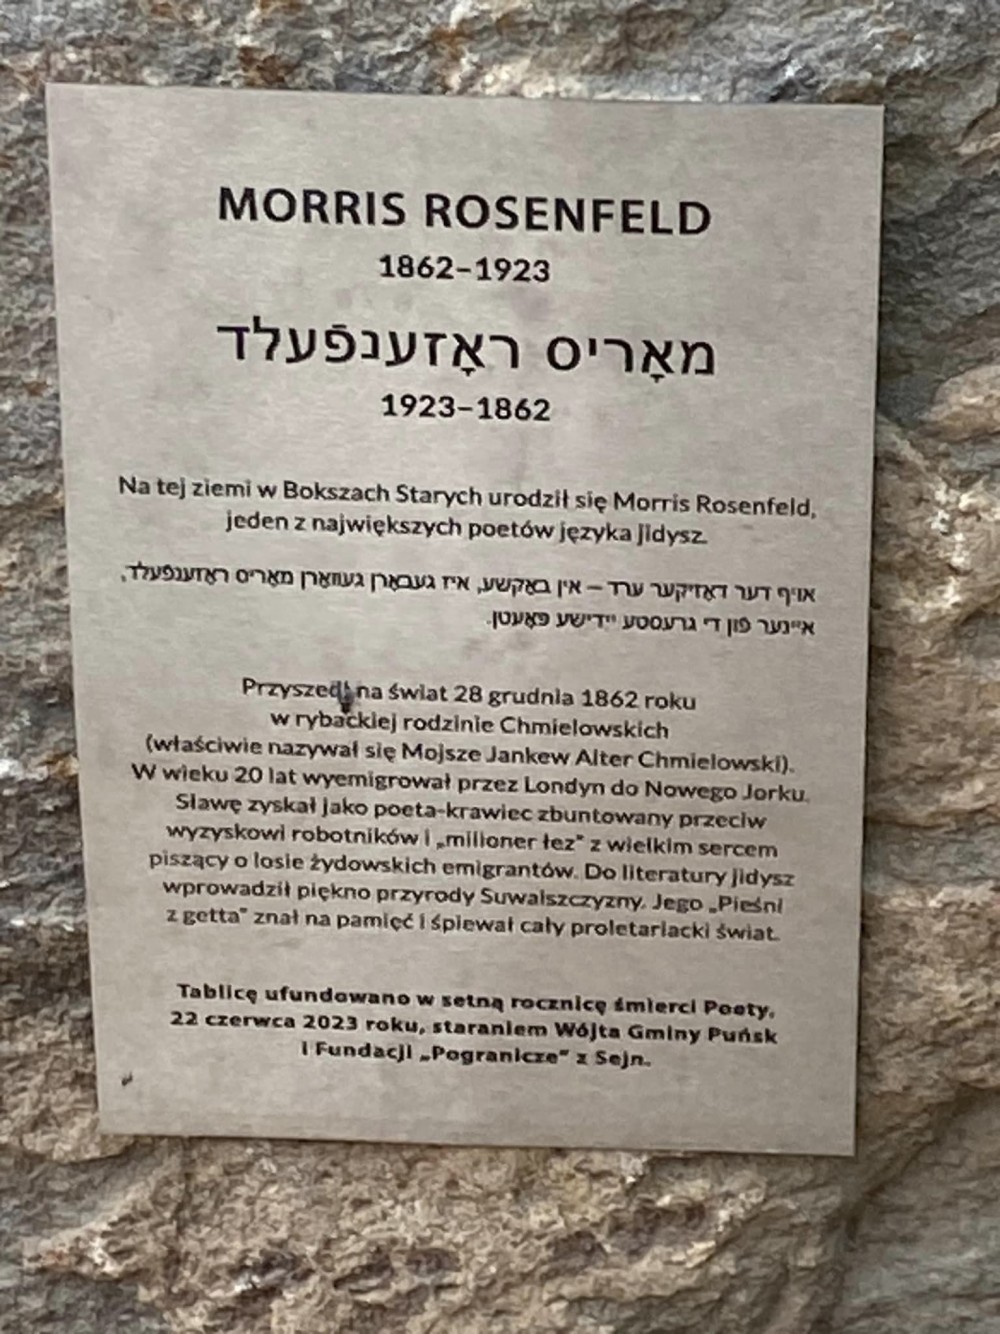 MORRIS ROSENFELD
1862–1923
מאָריס ראָזענפֿעלד
1923–1862
Na tej ziemi w Bokszach Starych urodził się Morris Rosenfeld,
jeden z największych poetów języka jidysz.
אויף דער דאָזיקער ערד – אין באָקשע, איז געבאָרן געוואָרן מאָריס ראָזענפֿעלד,
איינער פון די גרעסטע יידישע פּאָעטן.
Przyszedł na świat 28 grudnia 1862 roku
w rybackiej rodzinie Chmielowskich
(właściwie nazywał się Mojsze Jankew Alter Chmielowski).
W wieku 20 lat wyemigrował przez Londyn do Nowego Jorku.
Sławę zyskał jako poeta-krawiec zbuntowany przeciw
wyzyskowi robotników i „milioner łez” z wielkim sercem
piszący o losie żydowskich emigrantów. Do literatury jidysz
wprowadził piękno przyrody Suwalszczyzny. Jego „Pieśni
z getta” znał na pamięć i śpiewał cały proletariacki świat.
Tablicę ufundowano w setną rocznicę śmierci Poety,
22 czerwca 2023 roku, staraniem Wójta Gminy Puńsk
i Fundacji „Pogranicze” z Sejn.